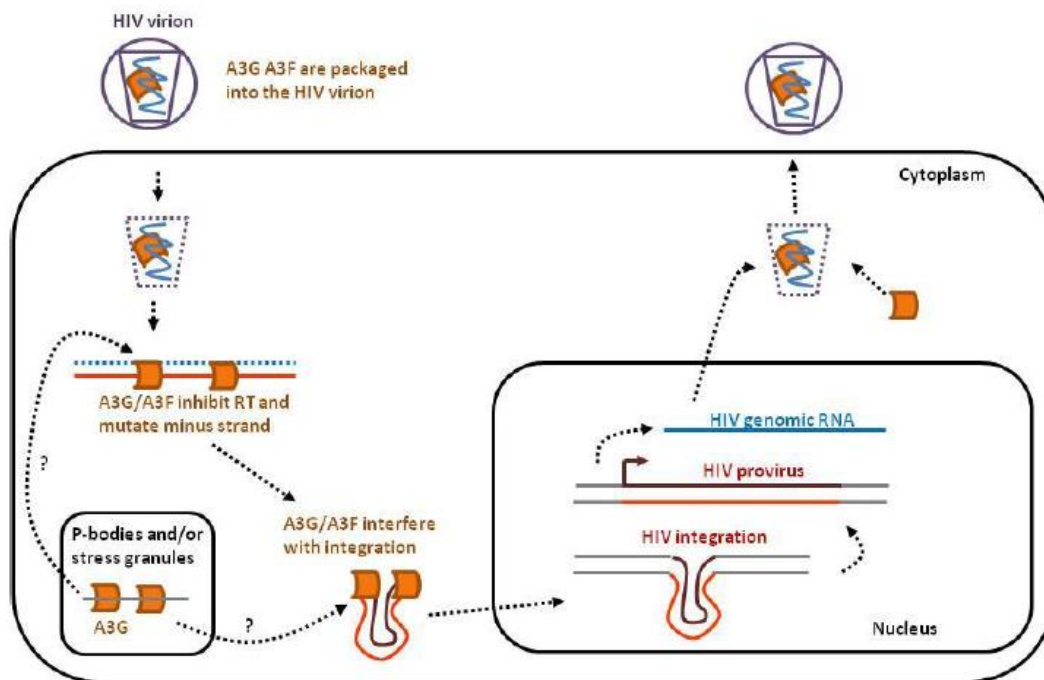 HIV virion
A3G A3F are packaged
into the HIV virion
Cytoplasm
A3G/A3F inhibit RT and
mutate minus strand
?
P-bodies and/or
stress granules
A3G
?
A3G/A3F interfere
with integration
HIV genomic RNA
HIV provirus
HIV integration
Nucleus